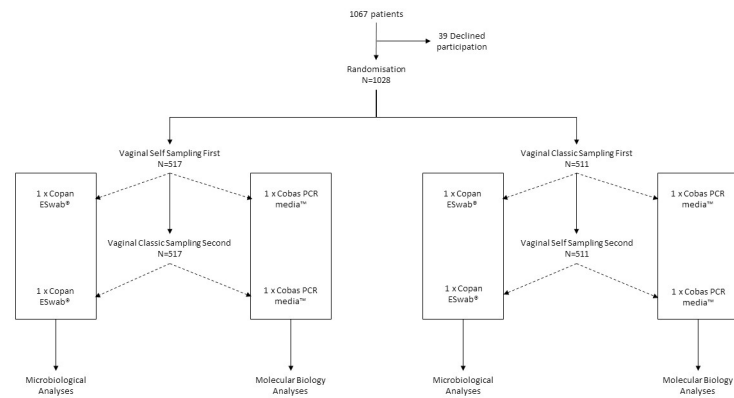 1067 patients
39 Declined
participation
Randomisation
N=1028
Vaginal Self Sampling First
N=517
Vaginal Classic Sampling First
N=511
1 x Copan
ESwab®
1 x Cobas PCR
media™
1 x Copan
ESwab®
1 x Cobas PCR
media™
Vaginal Classic Sampling Second
N=517
Vaginal Self Sampling Second
N=511
1 x Copan
ESwab®
1 x Cobas PCR
media™
1 x Copan
ESwab®
1 x Cobas PCR
media™
Microbiological
Analyses
Molecular Biology
Analyses
Microbiological
Analyses
Molecular Biology
Analyses